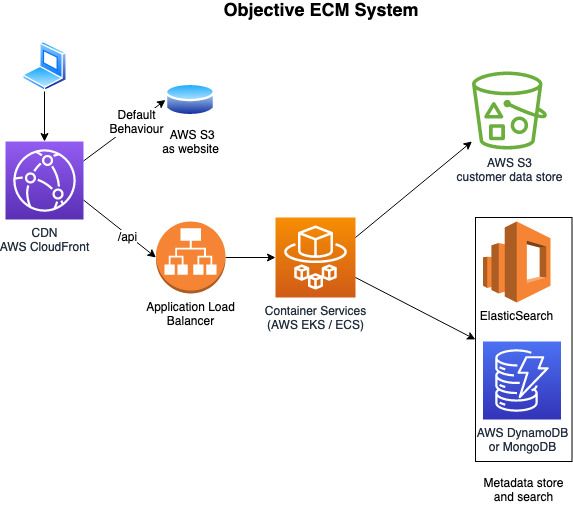 Objective ECM System
Default
Behaviour
AWS S3
as website
AWS S3
customer data store
CDN
AWS CloudFront
/api
Application Load
Balancer
Container Services
(AWS EKS / ECS)
ElasticSearch
AWS DynamoDB
or MongoDB
Metadata store
and search